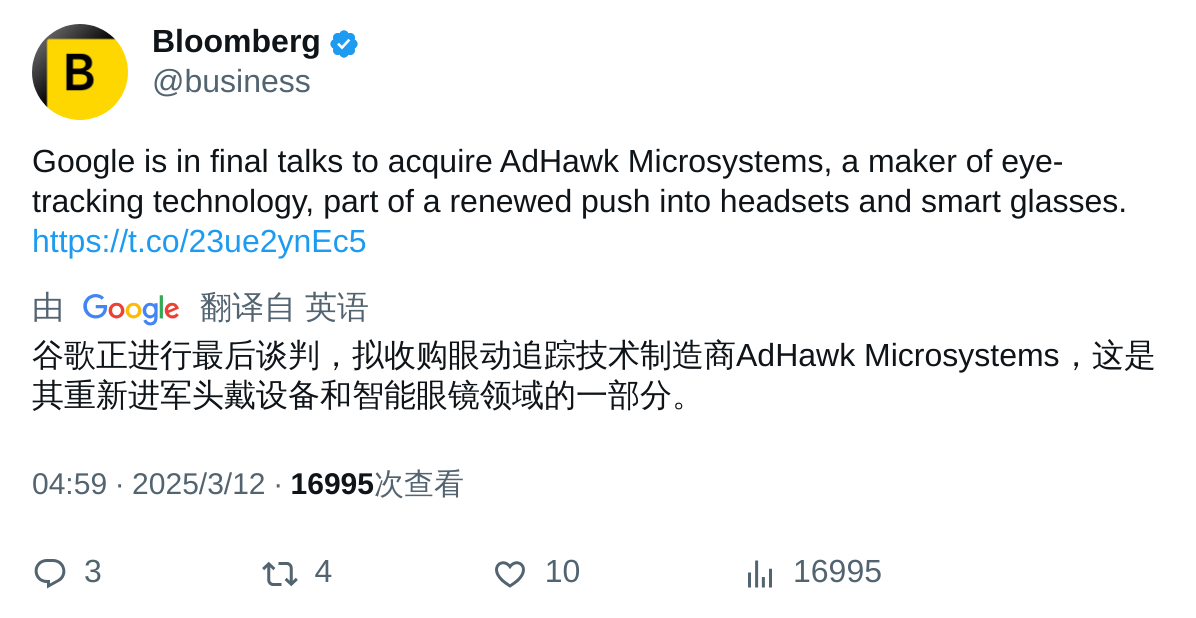 B
Bloomberg
@business
Google is in final talks to acquire AdHawk Microsystems, a maker of eye-
tracking technology, part of a renewed push into headsets and smart glasses.
https://t.co/23ue2ynEc5
由 Google 翻译自 英语
谷歌正进行最后谈判，拟收购眼动追踪技术制造商AdHawk Microsystems，这是
其重新进军头戴设备和智能眼镜领域的一部分。
04:59 · 2025/3/12 · 16995次查看
3 4 10 16995